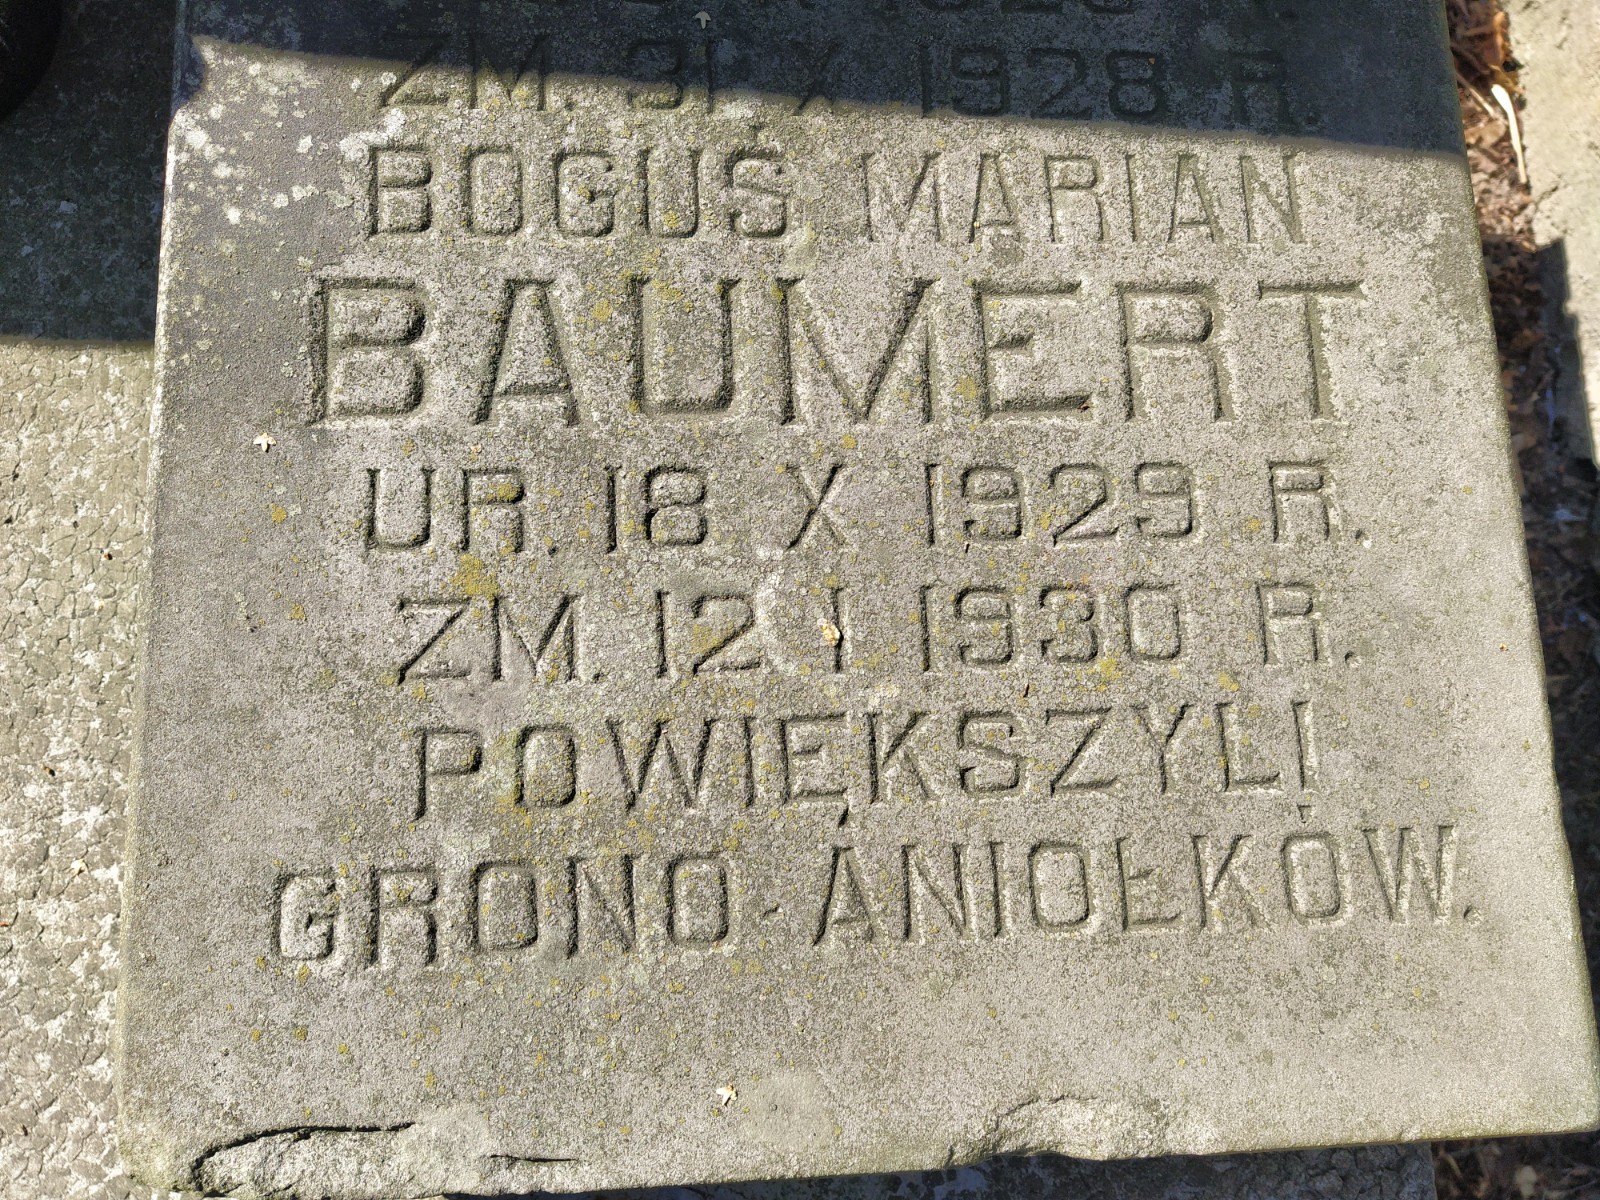 ZM. 31 X 1928 R.
BOGUŚ MARIAN
BAUMERT
UR. 18 X 1929 R.
ZM. 12 I 1930 R.
POWIĘKSZYLI
GRONO ANIOŁKÓW.